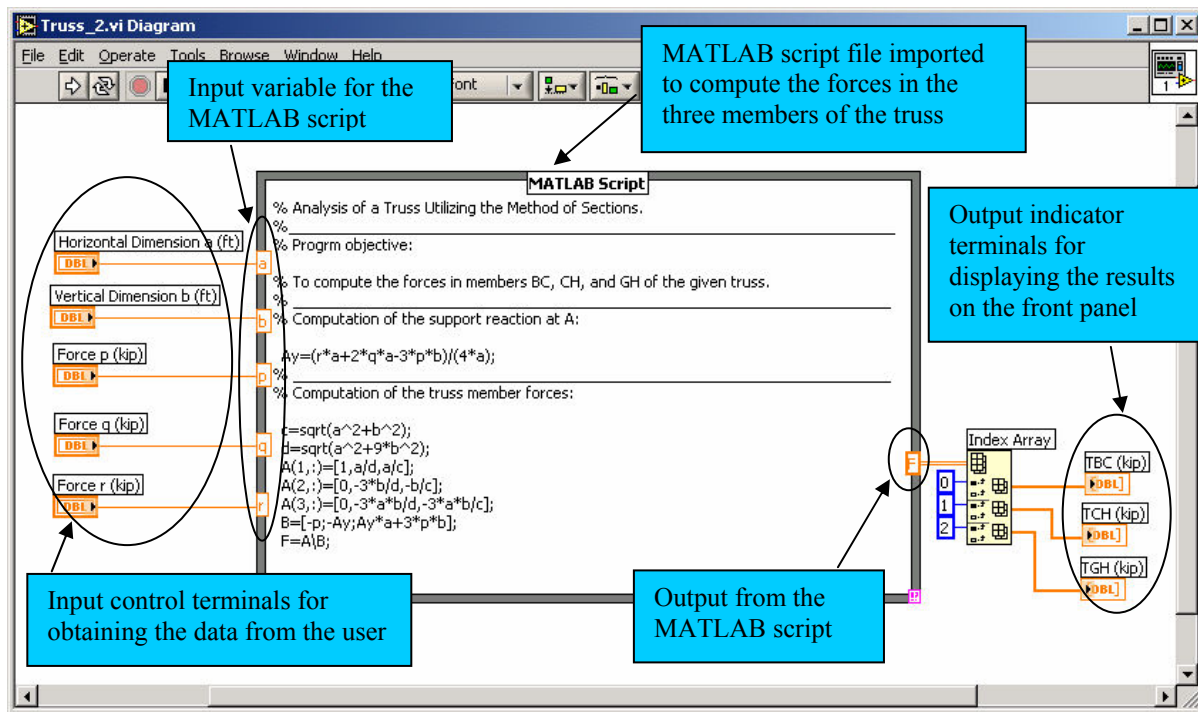 Truss_2.vi Diagram
File Edit Operate Tools Browse Window Help
Font
1
Input variable for the
MATLAB script
MATLAB script file imported
to compute the forces in the
three members of the truss
Output indicator
terminals for
displaying the results
on the front panel
MATLAB Script
% Analysis of a Truss Utilizing the Method of Sections.
%
% Progrm objective:
% To compute the forces in members BC, CH, and GH of the given truss.
%
% Computation of the support reaction at A:
Ay=(r*a+2*q*a-3*p*b)/(4*a);
%
% Computation of the truss member forces:
c=sqrt(a^2+b^2);
d=sqrt(a^2+9*b^2);
A(1,:)=[1,a/d,a/c];
A(2,:)=[0,-3*b/d,-b/c];
A(3,:)=[0,-3*a*b/d,-3*a*b/c];
B=[-p;-Ay;Ay*a+3*p*b];
F=A\B;
Horizontal Dimension a (ft)
DBL
a
Vertical Dimension b (ft)
DBL
b
Force p (kip)
DBL
p
Force q (kip)
DBL
q
Force r (kip)
DBL
r
F
Index Array
0
1
2
TBC (kip)
DBL
TCH (kip)
DBL
TGH (kip)
DBL
Input control terminals for
obtaining the data from the user
Output from the
MATLAB script